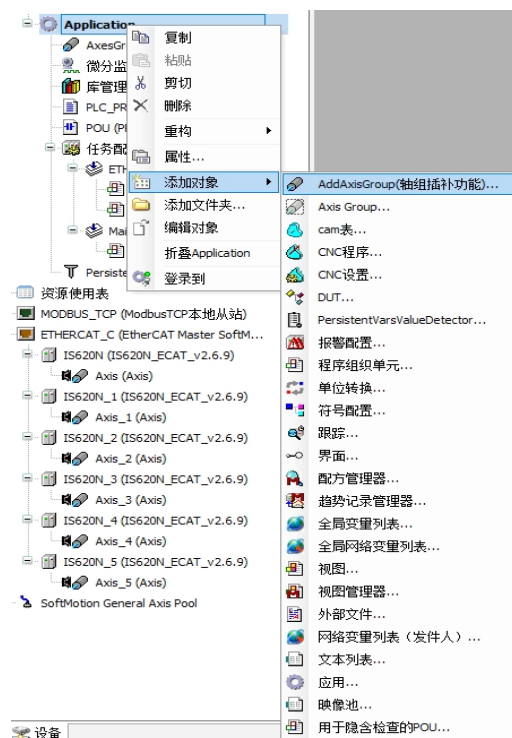 Application
AxesGr
微分监
库管理
PLC_PR
POU (P
任务配
ETH
Mai
Persiste
资源使用表
MODBUS_TCP (ModbusTCP本地从站)
ETHERCAT_C (EtherCAT Master SoftM...
IS620N (IS620N_ECAT_v2.6.9)
Axis (Axis)
IS620N_1 (IS620N_ECAT_v2.6.9)
Axis_1 (Axis)
IS620N_2 (IS620N_ECAT_v2.6.9)
Axis_2 (Axis)
IS620N_3 (IS620N_ECAT_v2.6.9)
Axis_3 (Axis)
IS620N_4 (IS620N_ECAT_v2.6.9)
Axis_4 (Axis)
IS620N_5 (IS620N_ECAT_v2.6.9)
Axis_5 (Axis)
SoftMotion General Axis Pool
设备
复制
粘贴
剪切
删除
重构
属性...
添加对象
添加文件夹...
编辑对象
折叠Application
登录到
AddAxisGroup(轴组插补功能)...
Axis Group...
cam表...
CNC程序...
CNC设置...
DUT...
PersistentVarsValueDetector...
报警配置...
程序组织单元...
单位转换...
符号配置...
跟踪...
界面...
配方管理器...
趋势记录管理器...
全局变量列表...
全局网络变量列表...
视图...
视图管理器...
外部文件...
网络变量列表（发件人）...
文本列表...
应用...
映像池...
用于隐含检查的POU...